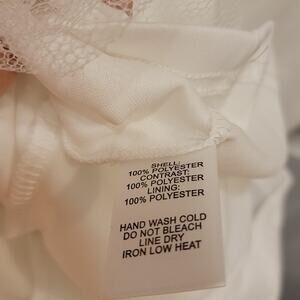 SHELL:
100% POLYESTER
CONTRAST:
100% POLYESTER
LINING:
100% POLYESTER
HAND WASH COLD
DO NOT BLEACH
LINE DRY
IRON LOW HEAT